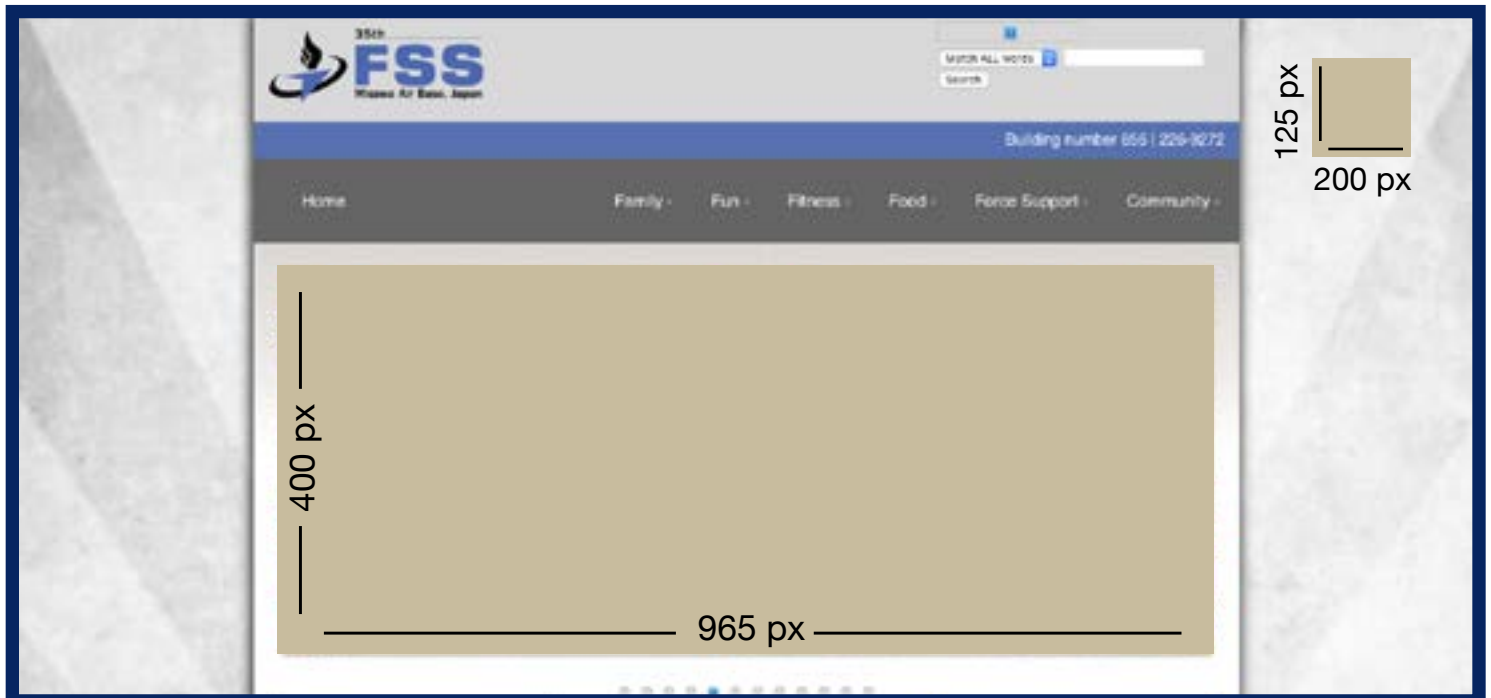 35th
FSS
Misawa Air Base, Japan
Match ALL words
Search
Building number 655 | 226-9272
Home Family Fun Fitness Food Force Support Community
125 px
200 px
400 px
965 px